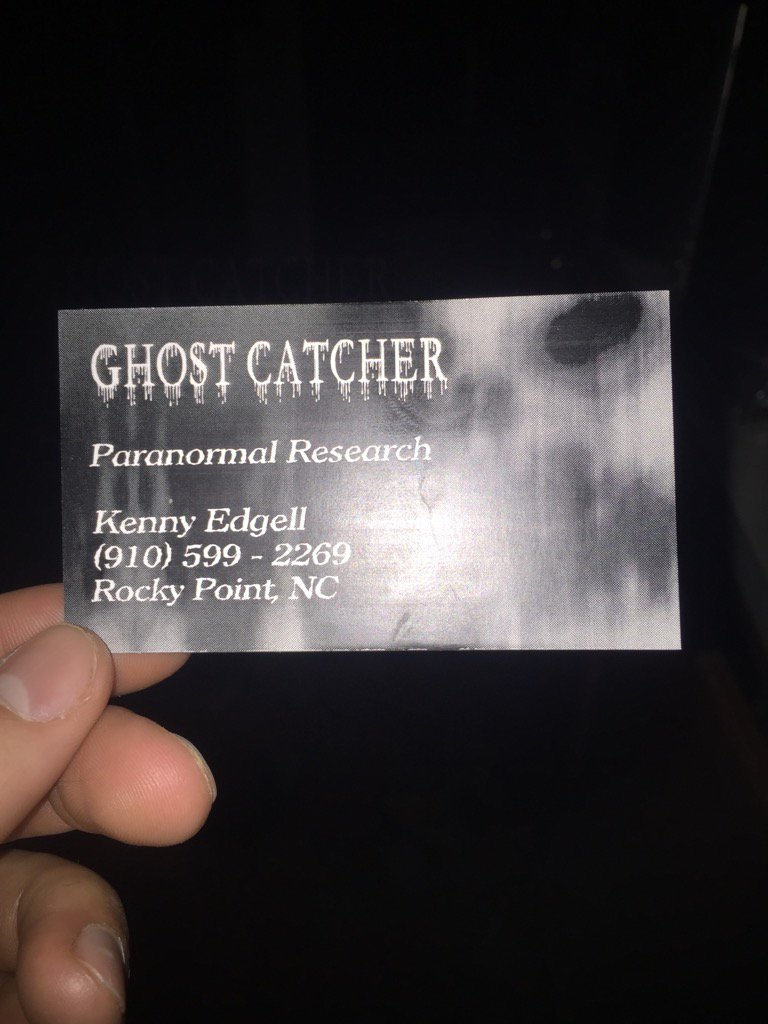 GHOST CATCHER
Paranormal Research
Kenny Edgell
(910) 599 - 2269
Rocky Point, NC